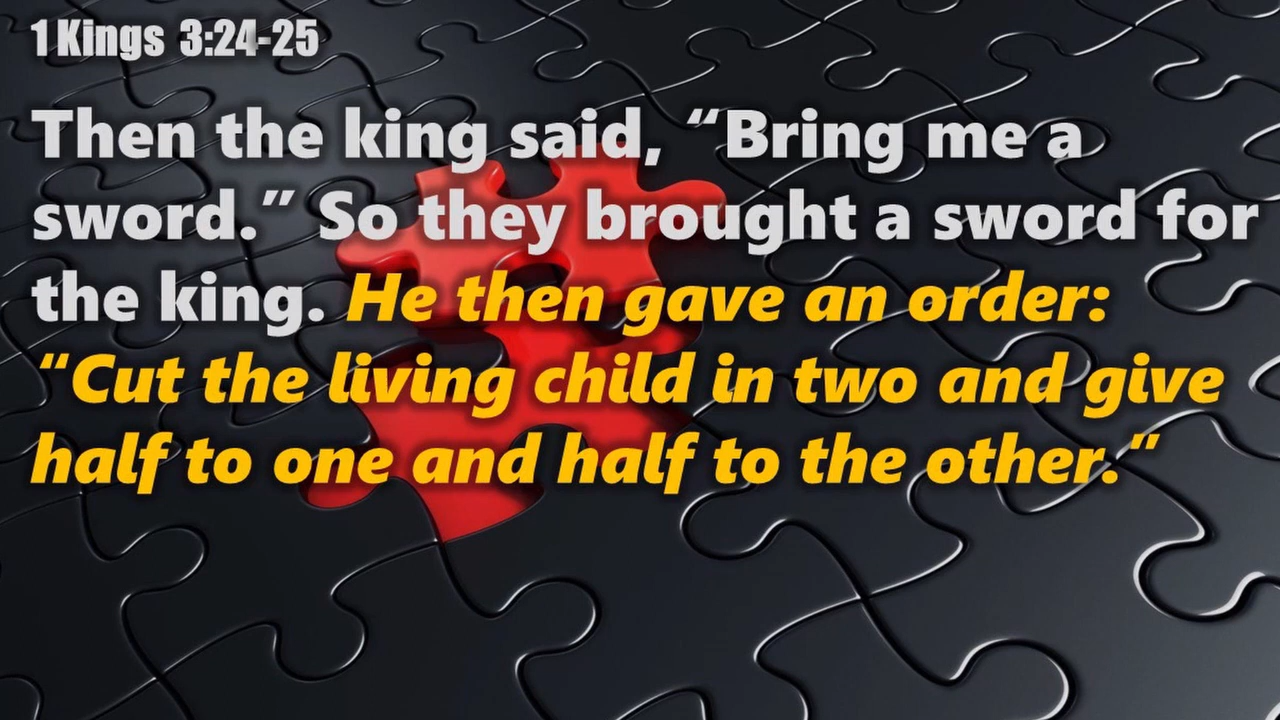 1 Kings 3:24-25
Then the king said, “Bring me a
sword.” So they brought a sword for
the king. He then gave an order:
“Cut the living child in two and give
half to one and half to the other.”